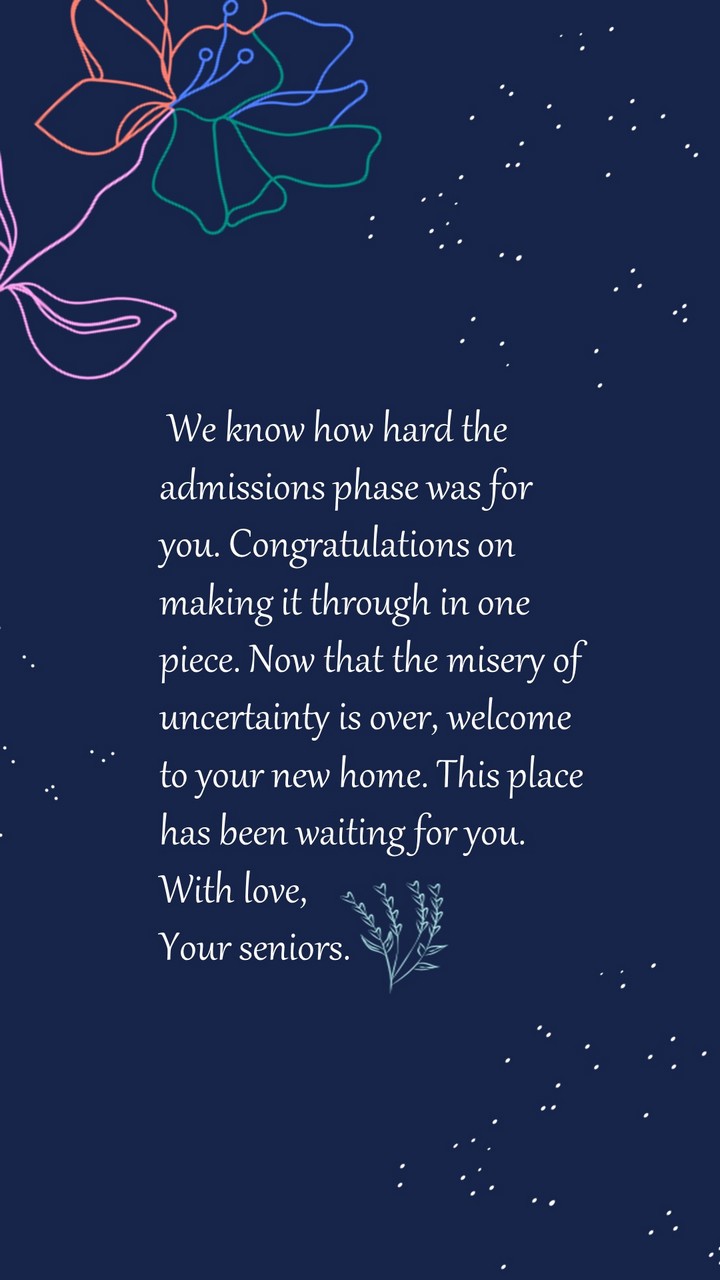 We know how hard the
admissions phase was for
you. Congratulations on
making it through in one
piece. Now that the misery of
uncertainty is over, welcome
to your new home. This place
has been waiting for you.
With love,
Your seniors.